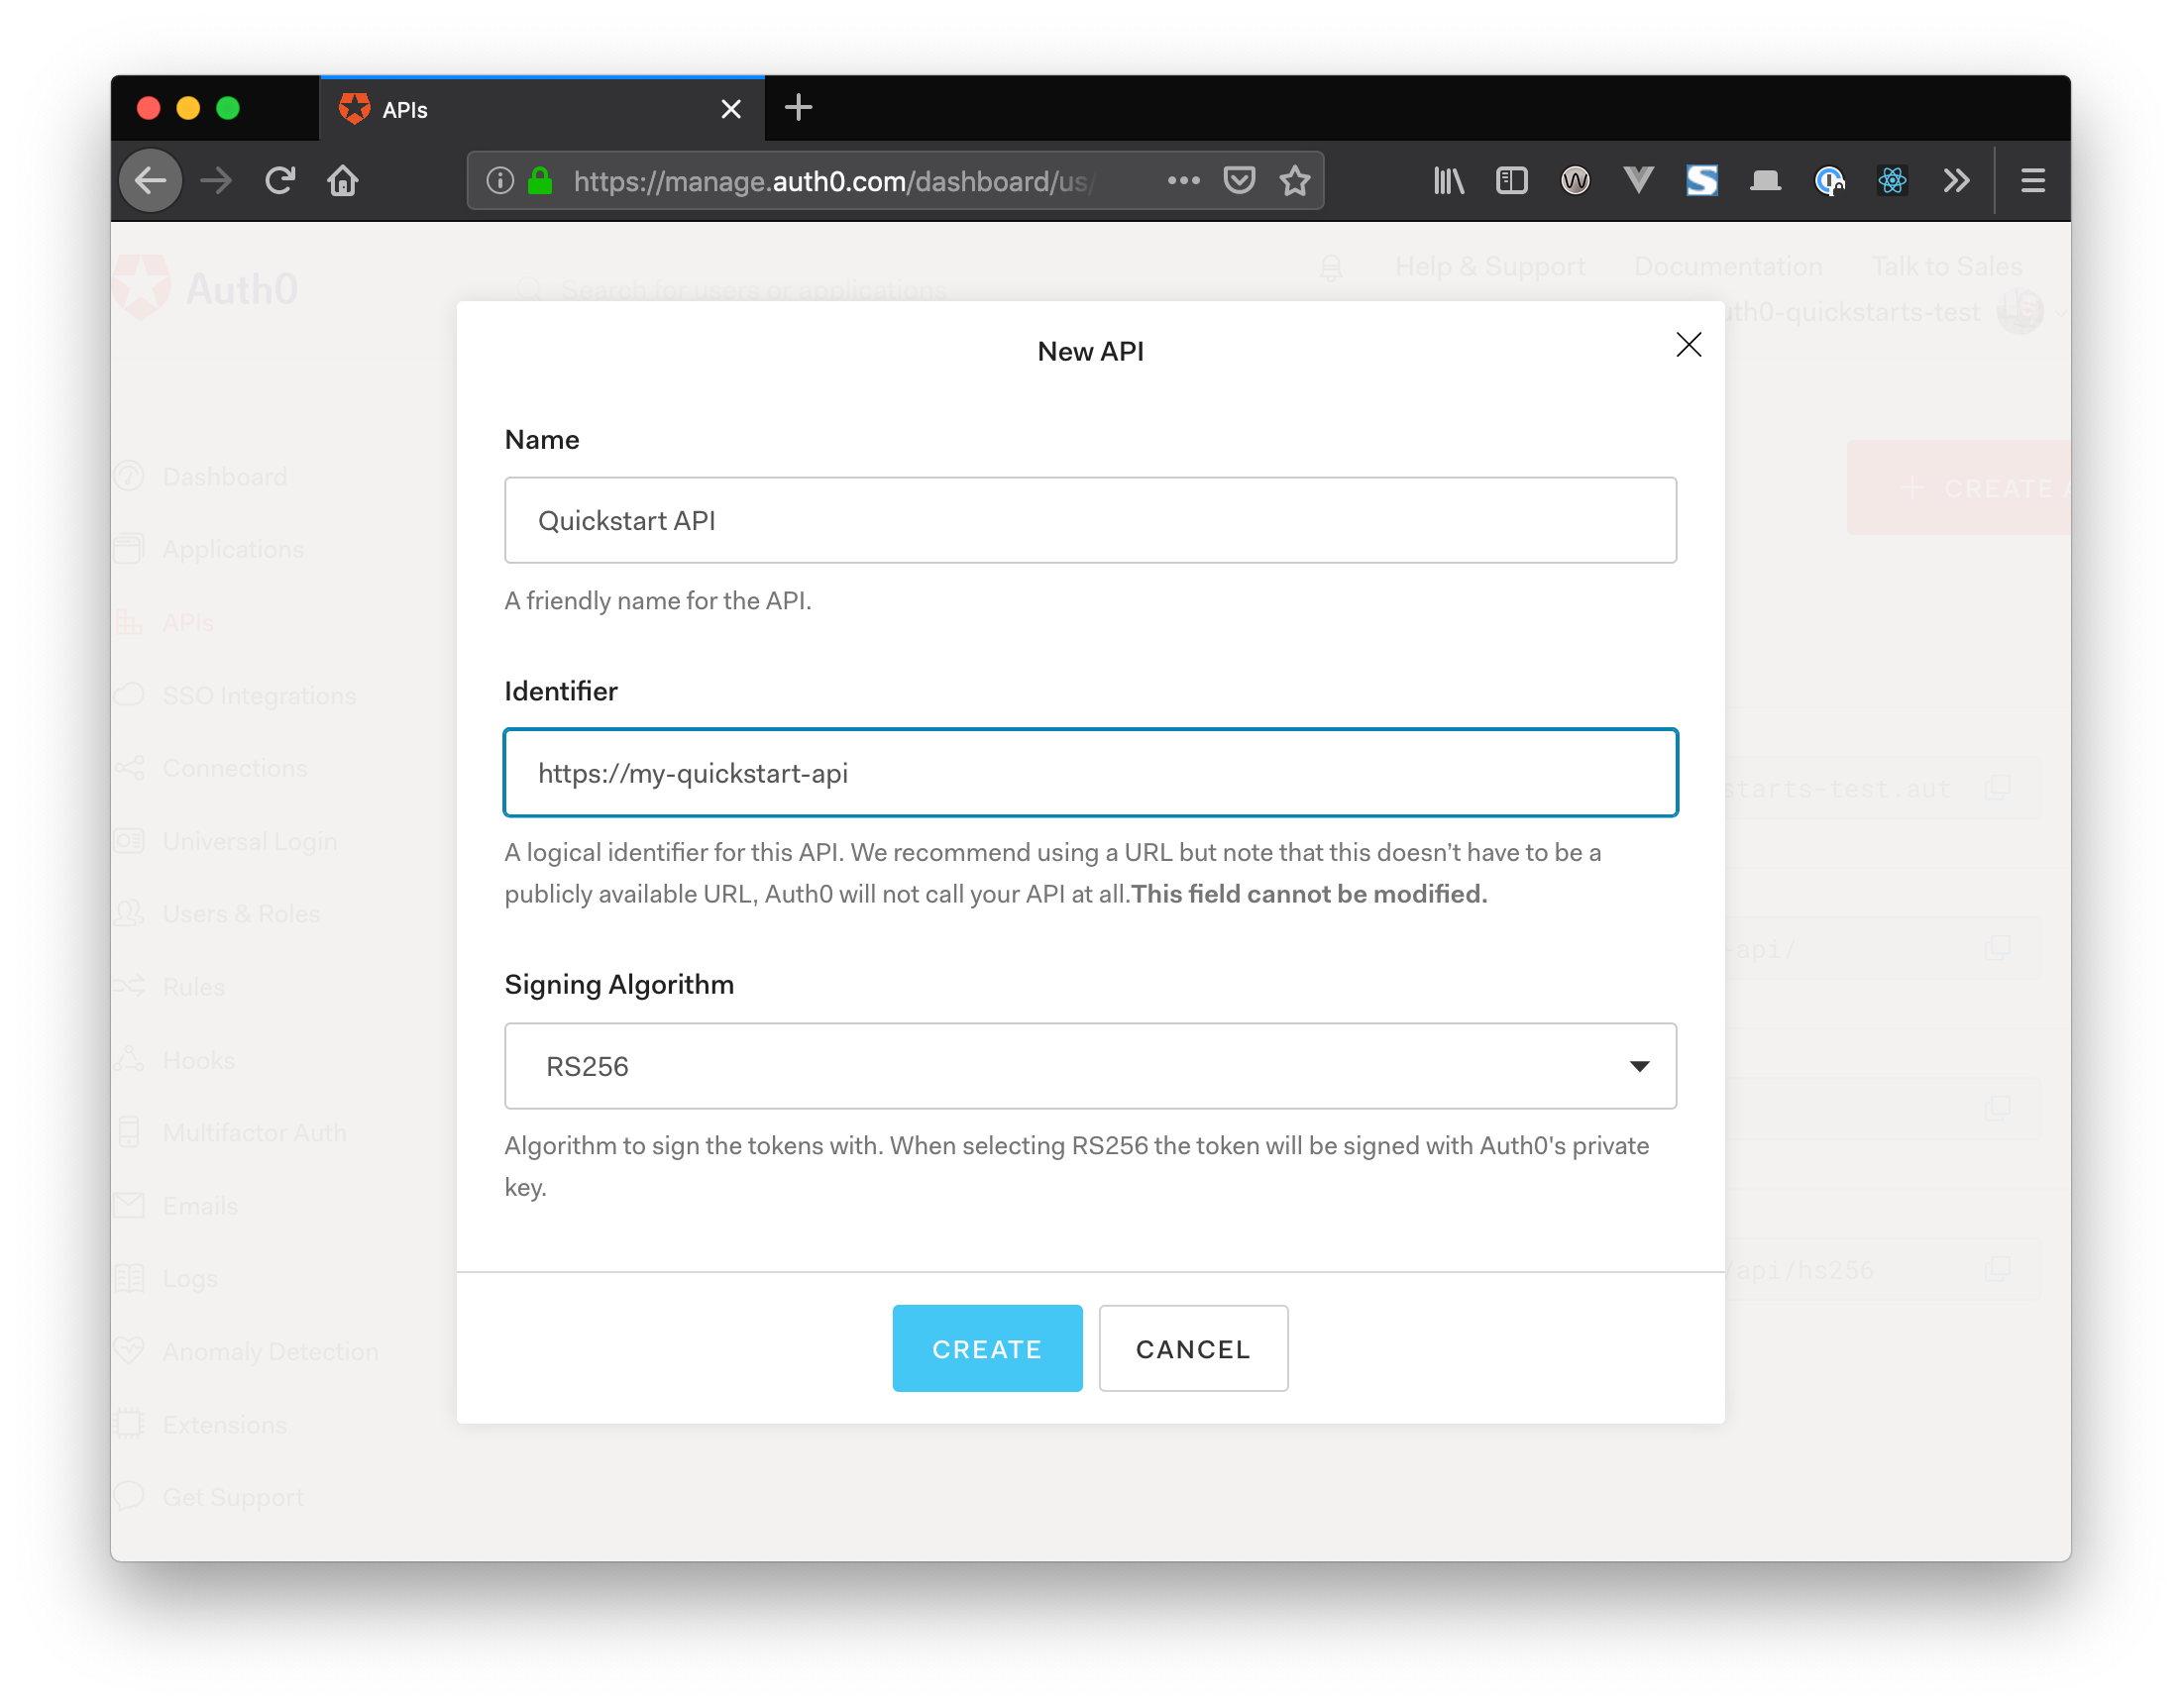 APIs
https://manage.auth0.com/dashboard/us/
Auth0
Search for users or applications
Help & Support
Documentation
Talk to Sales
uth0-quickstarts-test
Dashboard
Applications
APIs
SSO Integrations
Connections
Universal Login
Users & Roles
Rules
Hooks
Multifactor Auth
Emails
Logs
Anomaly Detection
Extensions
Get Support
+ CREATE A
New API
Name
Quickstart API
A friendly name for the API.
Identifier
https://my-quickstart-api
A logical identifier for this API. We recommend using a URL but note that this doesn’t have to be a
publicly available URL, Auth0 will not call your API at all.This field cannot be modified.
Signing Algorithm
RS256
Algorithm to sign the tokens with. When selecting RS256 the token will be signed with Auth0's private
key.
CREATE
CANCEL
starts-test.aut
-api/
/api/hs256